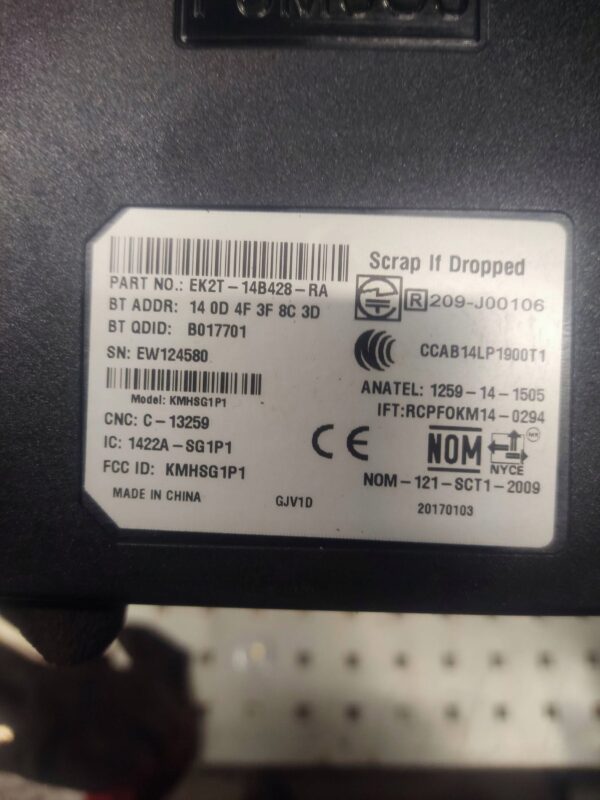 PART NO.: EK2T-14B428-RA
BT ADDR: 14 0D 4F 3F 8C 3D
BT QDID: B017701
SN: EW124580
Model: KMHSG1P1
CNC: C-13259
IC: 1422A-SG1P1
FCC ID: KMHSG1P1
MADE IN CHINA
GJV1D
Scrap If Dropped
R 209-J00106
CCAB14LP1900T1
ANATEL: 1259-14-1505
IFT:RCPFOKM14-0294
CE
NOM
NYCE
NOM-121-SCT1-2009
20170103